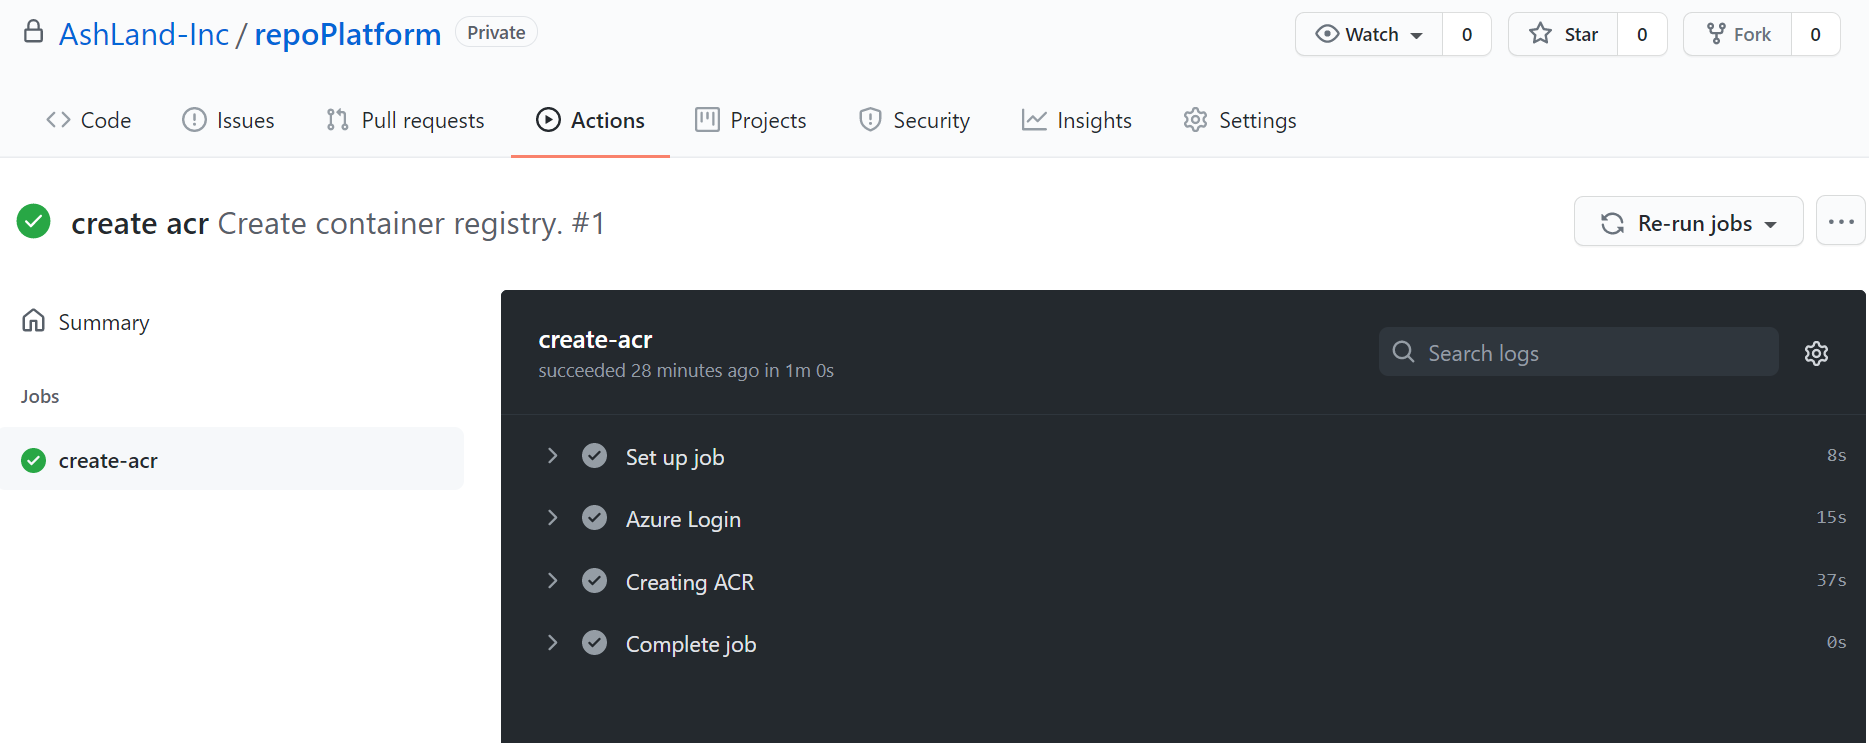 AshLand-Inc / repoPlatform Private Watch 0 Star 0 Fork 0
Code Issues Pull requests Actions Projects Security Insights Settings
create acr Create container registry. #1 Re-run jobs
Summary
Jobs
create-acr
create-acr
succeeded 28 minutes ago in 1m 0s
Search logs
Set up job 8s
Azure Login 15s
Creating ACR 37s
Complete job 0s